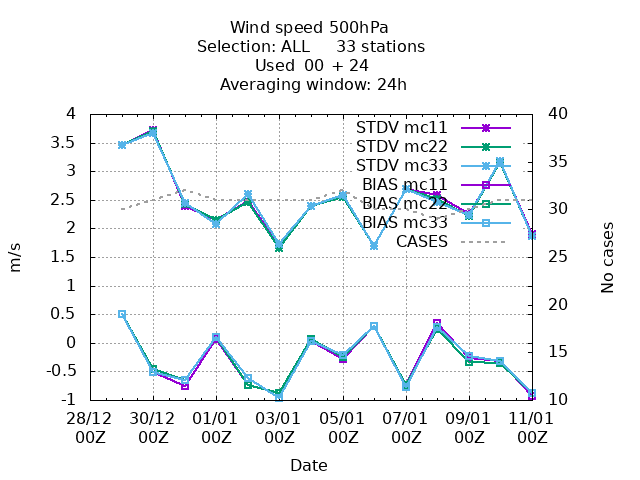 Wind speed 500hPa
Selection: ALL 33 stations
Used 00 + 24
Averaging window: 24h
4
3.5
3
2.5
2
1.5
1
0.5
0
-0.5
-1
m/s
40
35
30
25
20
15
10
No cases
STDV mc11
STDV mc22
STDV mc33
BIAS mc11
BIAS mc22
BIAS mc33
CASES
28/12 30/12 01/01 03/01 05/01 07/01 09/01 11/01
00Z 00Z 00Z 00Z 00Z 00Z 00Z 00Z
Date